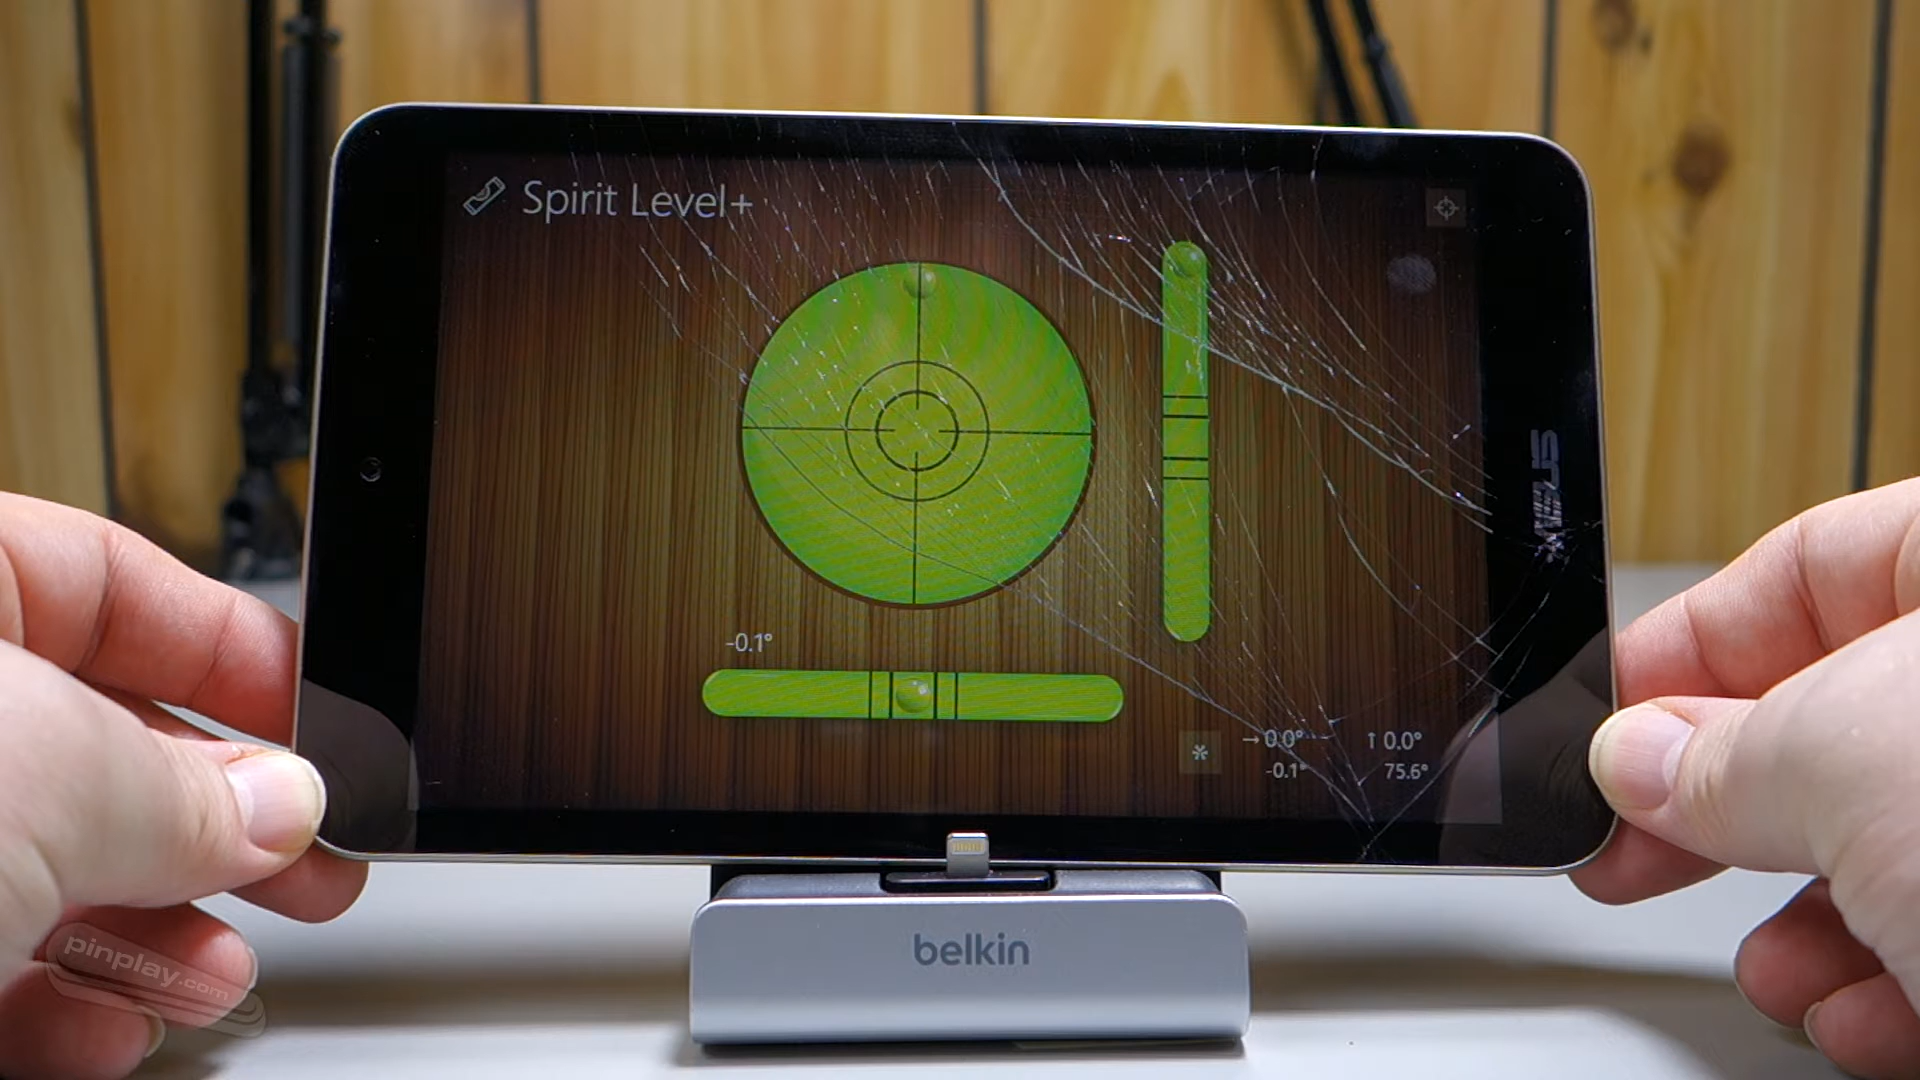 Spirit Level+
-0.1°
* →0.0° ↑0.0°
-0.1° 75.6°
ASUS
belkin
pinplay.com